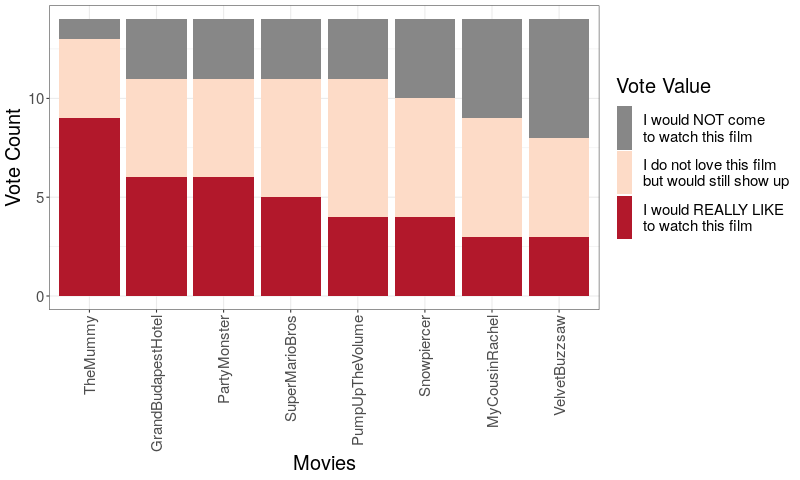 Vote Count
10
5
0
TheMummy
GrandBudapestHotel
PartyMonster
SuperMarioBros
PumpUpTheVolume
Snowpiercer
MyCousinRachel
VelvetBuzzsaw
Movies
Vote Value
I would NOT come
to watch this film
I do not love this film
but would still show up
I would REALLY LIKE
to watch this film